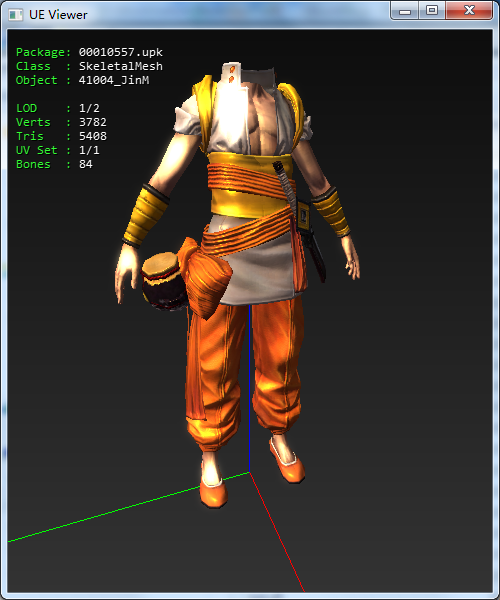 UE Viewer
Package: 00010557.upk
Class : SkeletalMesh
Object : 41004_JinM
LOD : 1/2
Verts : 3782
Tris : 5408
UV Set : 1/1
Bones : 84